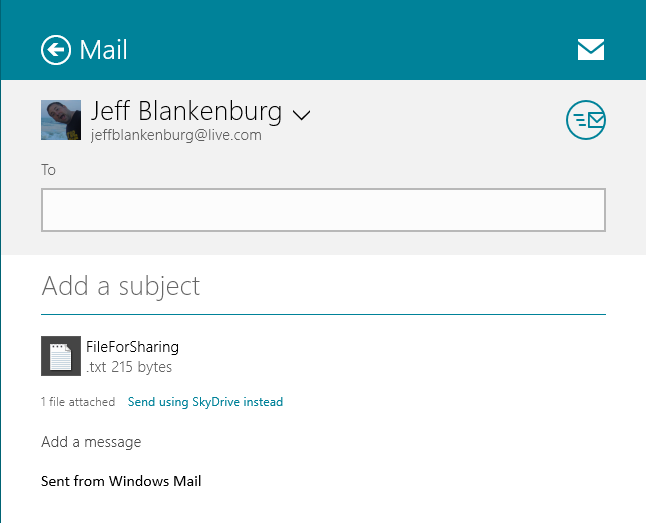 Mail
Jeff Blankenburg
jeffblankenburg@live.com
To
Add a subject
FileForSharing
.txt 215 bytes
1 file attached Send using SkyDrive instead
Add a message
Sent from Windows Mail